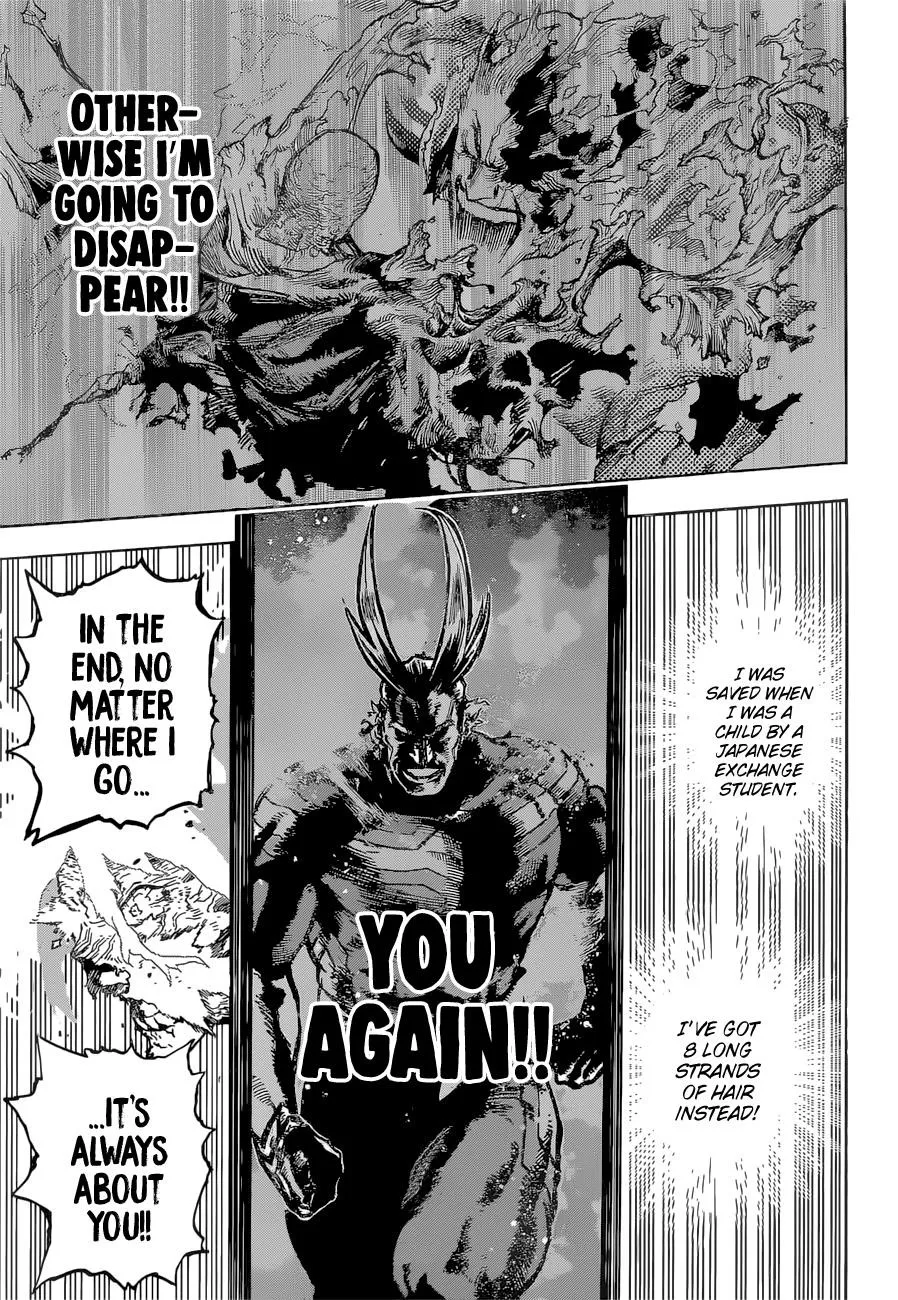 OTHER-
WISE I'M
GOING TO
DISAP-
PEAR!!
I WAS
SAVED WHEN
I WAS A
CHILD BY A
JAPANESE
EXCHANGE
STUDENT.
I'VE GOT
8 LONG
STRANDS
OF HAIR
INSTEAD!
YOU
AGAIN!!
IN THE
END, NO
MATTER
WHERE I
GO...
...IT'S
ALWAYS
ABOUT
YOU!!